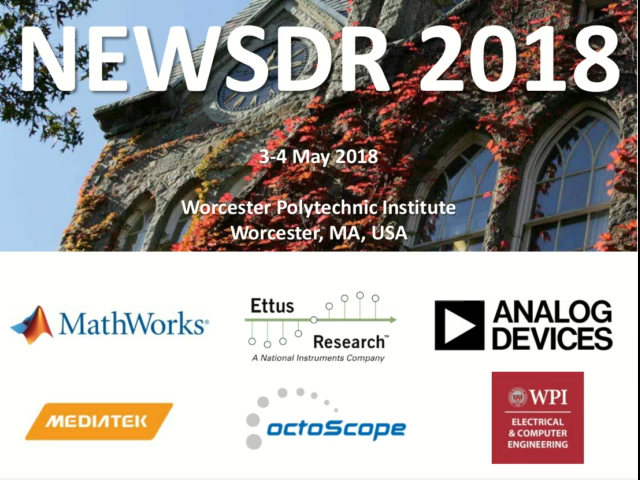 NEWSDR 2018
3-4 May 2018
Worcester Polytechnic Institute
Worcester, MA, USA
MathWorks®
Ettus
Research™
A National Instruments Company
ANALOG
DEVICES
MEDIATEK
octoScope
WPI
ELECTRICAL
& COMPUTER
ENGINEERING